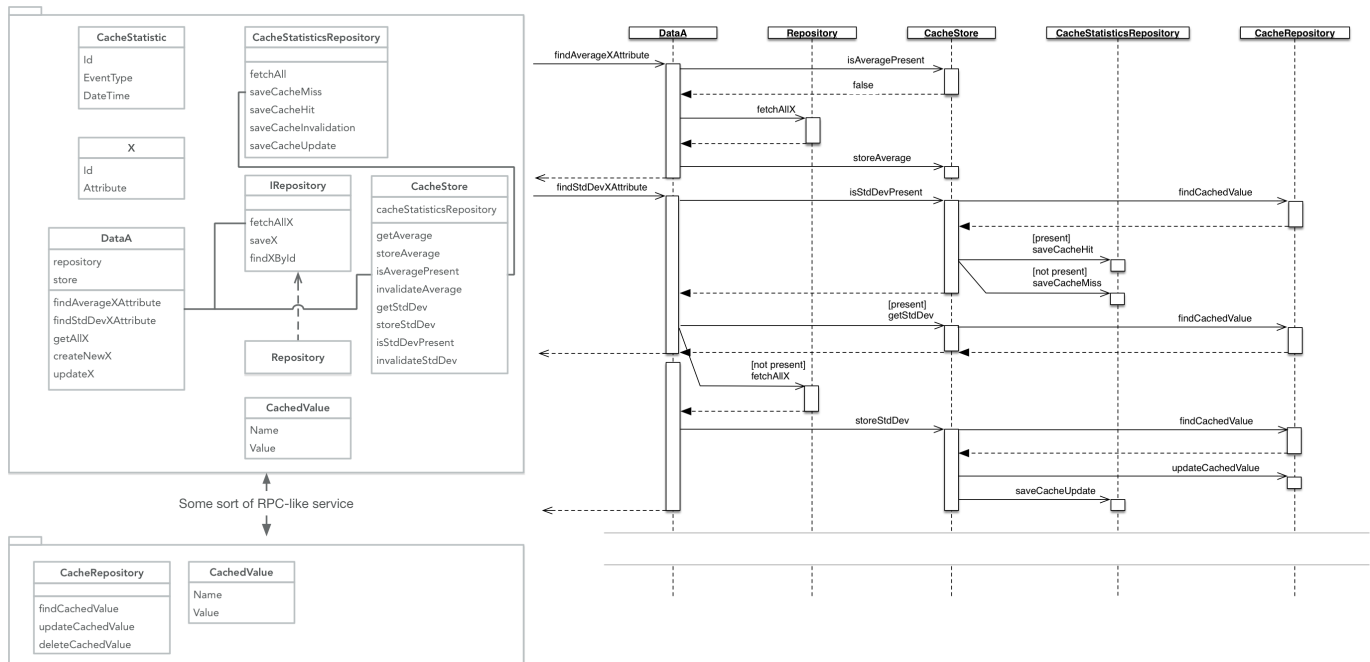 CacheStatistic
Id
EventType
DateTime
CacheStatisticsRepository
fetchAll
saveCacheMiss
saveCacheHit
saveCacheInvalidation
saveCacheUpdate
X
Id
Attribute
IRepository
fetchAllX
saveX
findXById
CacheStore
cacheStatisticsRepository
getAverage
storeAverage
isAveragePresent
invalidateAverage
getStdDev
storeStdDev
isStdDevPresent
invalidateStdDev
DataA
repository
store
findAverageXAttribute
findStdDevXAttribute
getAllX
createNewX
updateX
Repository
CachedValue
Name
Value
Some sort of RPC-like service
CacheRepository
findCachedValue
updateCachedValue
deleteCachedValue
CachedValue
Name
Value
DataA
Repository
CacheStore
CacheStatisticsRepository
CacheRepository
findAverageXAttribute
isAveragePresent
false
fetchAllX
storeAverage
findStdDevXAttribute
isStdDevPresent
findCachedValue
[present]
saveCacheHit
[not present]
saveCacheMiss
[present]
getStdDev
findCachedValue
[not present]
fetchAllX
storeStdDev
findCachedValue
updateCachedValue
saveCacheUpdate